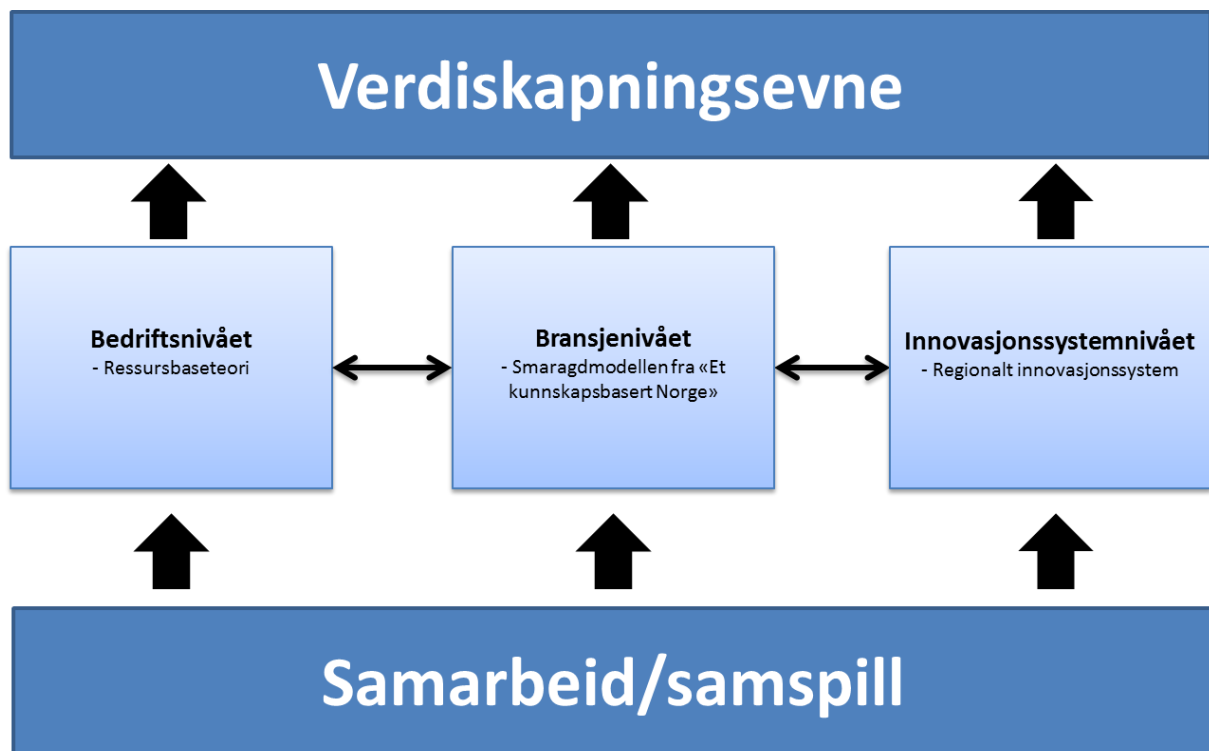 Verdiskapningsevne
Bedriftsnivået
- Ressursbaseteori
Bransjenivået
- Smaragdmodellen fra «Et
kunnskapsbasert Norge»
Innovasjonssystemnivået
- Regionalt innovasjonssystem
Samarbeid/samspill